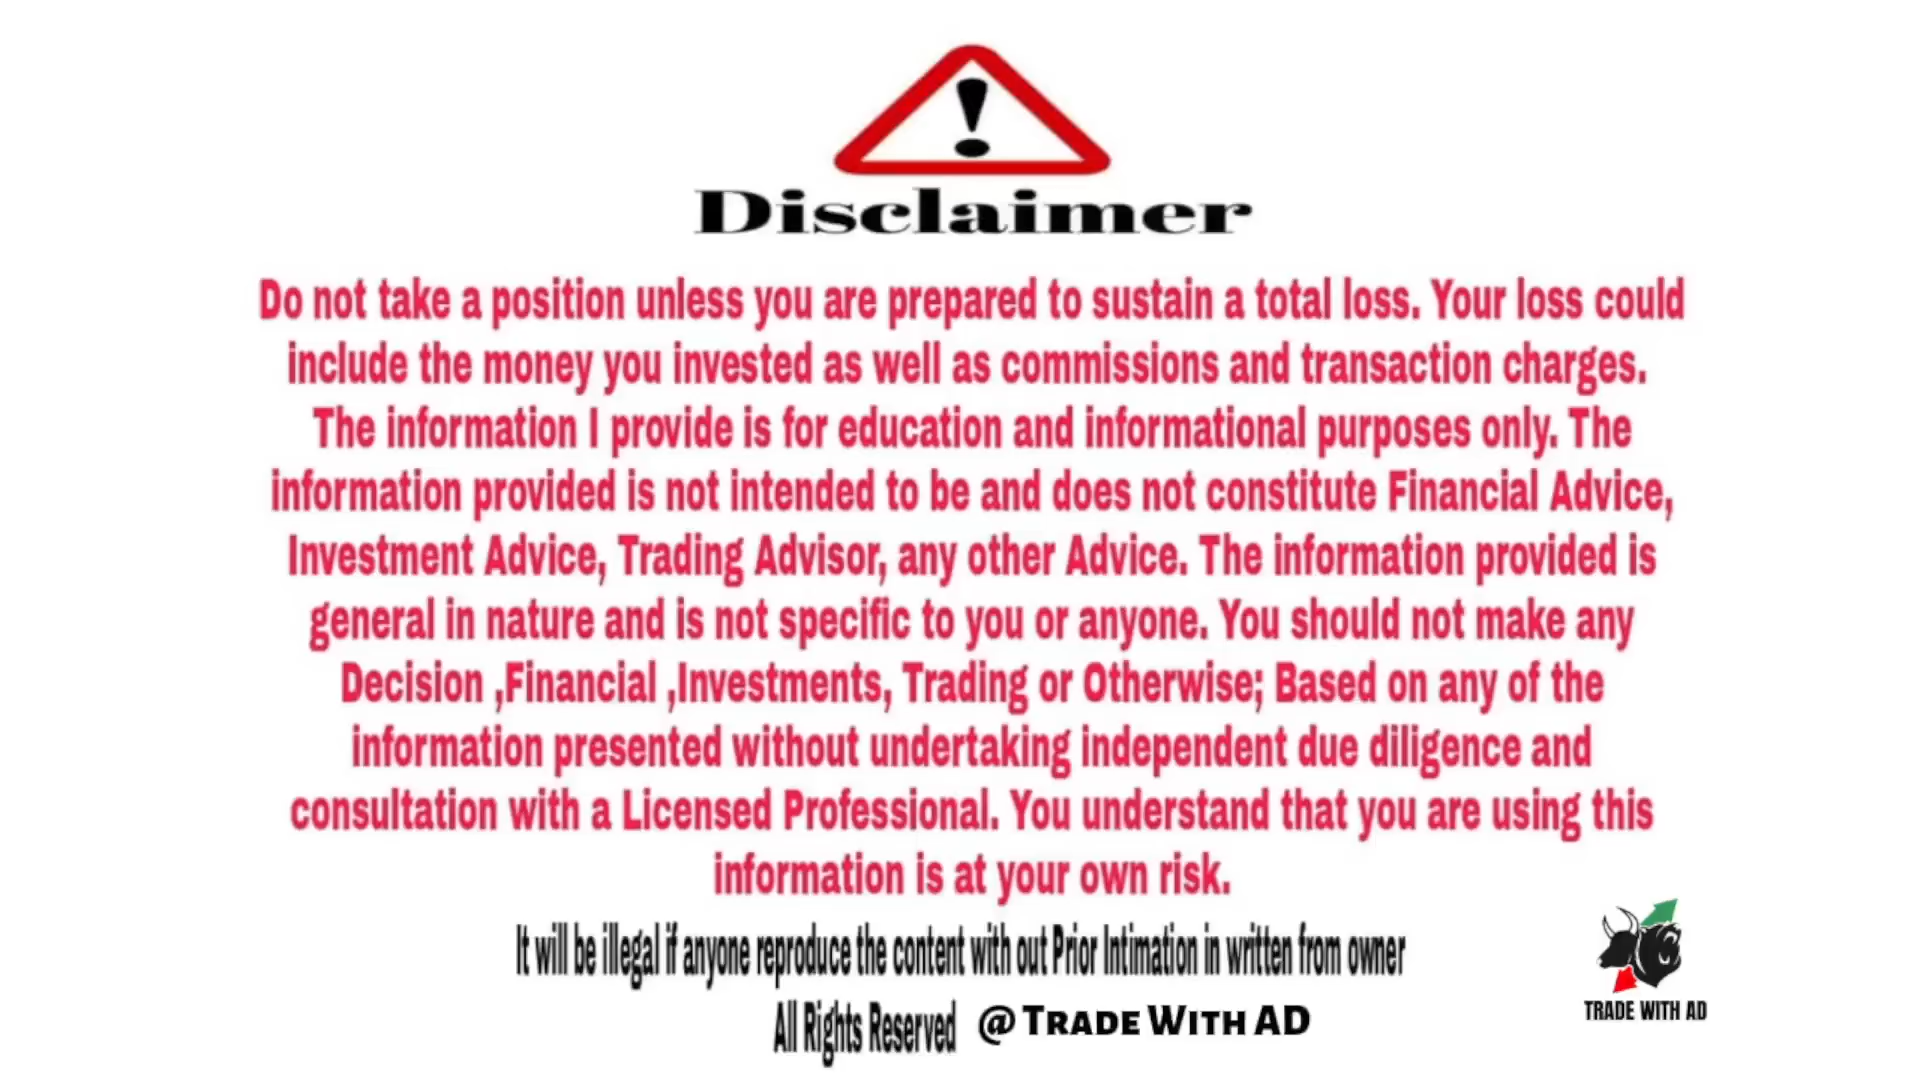 Disclaimer
Do not take a position unless you are prepared to sustain a total loss. Your loss could
include the money you invested as well as commissions and transaction charges.
The information I provide is for education and informational purposes only. The
information provided is not intended to be and does not constitute Financial Advice,
Investment Advice, Trading Advisor, any other Advice. The information provided is
general in nature and is not specific to you or anyone. You should not make any
Decision ,Financial ,Investments, Trading or Otherwise; Based on any of the
information presented without undertaking independent due diligence and
consultation with a Licensed Professional. You understand that you are using this
information is at your own risk.
It will be illegal if anyone reproduce the content with out Prior Intimation in written from owner
All Rights Reserved @ TRADE WITH AD
TRADE WITH AD